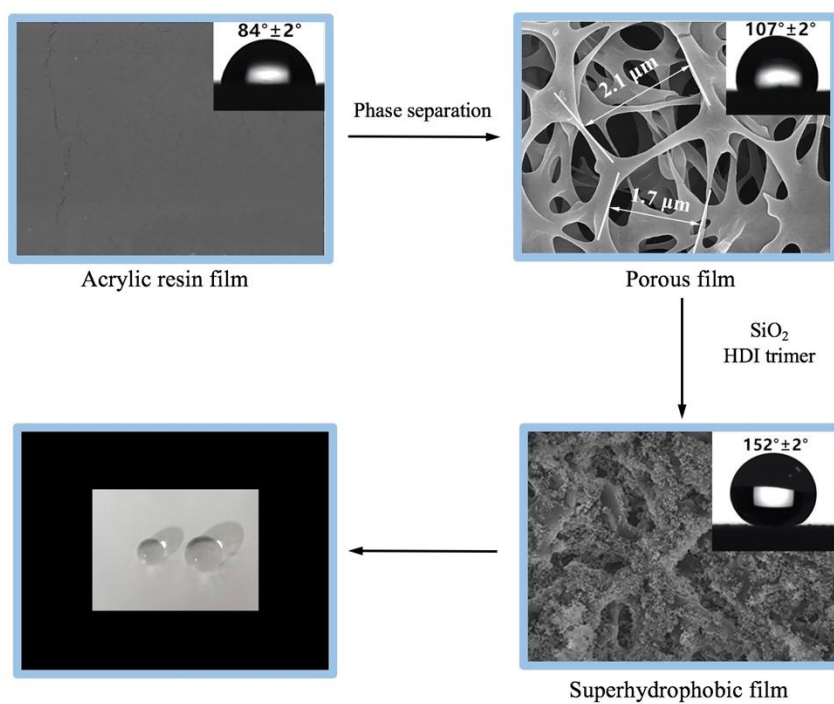 84°±2°
Acrylic resin film
Phase separation
107°±2°
2.1 μm
1.7 μm
Porous film
SiO₂
HDI trimer
152°±2°
Superhydrophobic film